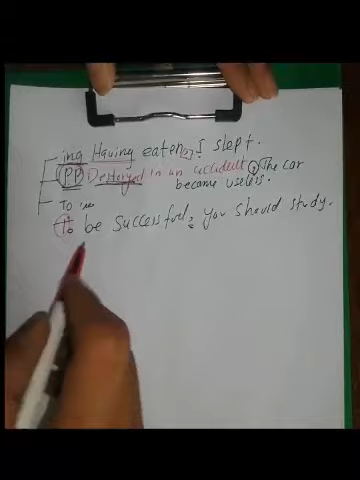 ing Having eaten, I slept.
PP Destoryed in an accident, The car
became useless.
To inf
To be successful, you should study.